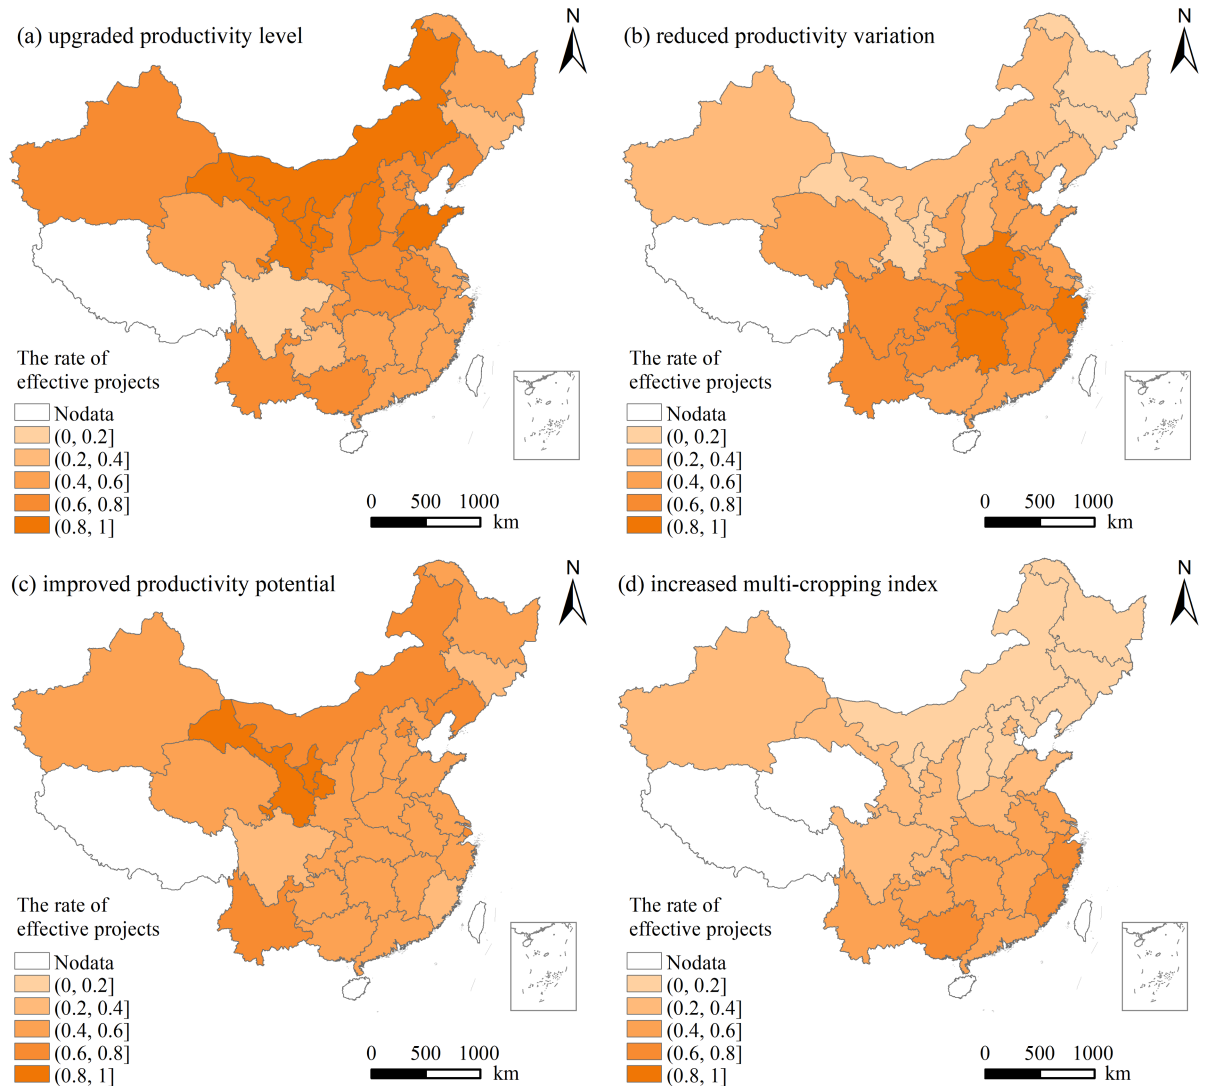 (a) upgraded productivity level
N
The rate of
effective projects
Nodata
(0, 0.2]
(0.2, 0.4]
(0.4, 0.6]
(0.6, 0.8]
(0.8, 1]
0 500 1000
km
(b) reduced productivity variation
N
The rate of
effective projects
Nodata
(0, 0.2]
(0.2, 0.4]
(0.4, 0.6]
(0.6, 0.8]
(0.8, 1]
0 500 1000
km
(c) improved productivity potential
N
The rate of
effective projects
Nodata
(0, 0.2]
(0.2, 0.4]
(0.4, 0.6]
(0.6, 0.8]
(0.8, 1]
0 500 1000
km
(d) increased multi-cropping index
N
The rate of
effective projects
Nodata
(0, 0.2]
(0.2, 0.4]
(0.4, 0.6]
(0.6, 0.8]
(0.8, 1]
0 500 1000
km